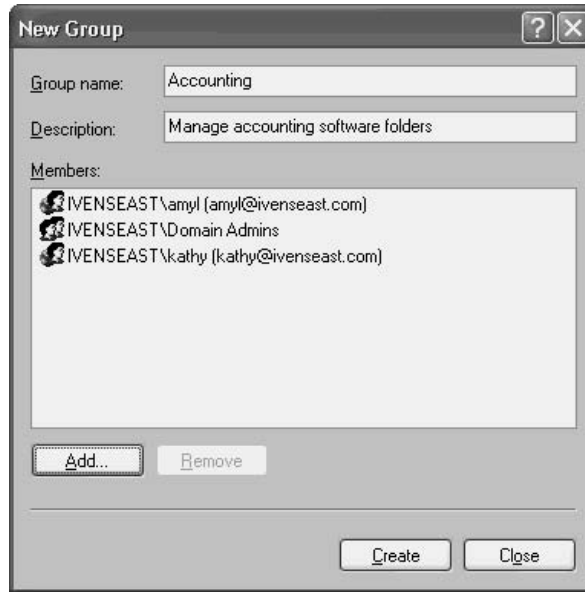 New Group
Group name: Accounting
Description: Manage accounting software folders
Members:
IVENSEAST\amyl (amyl@ivenseast.com)
IVENSEAST\Domain Admins
IVENSEAST\kathy (kathy@ivenseast.com)
Add... Remove
Create Close